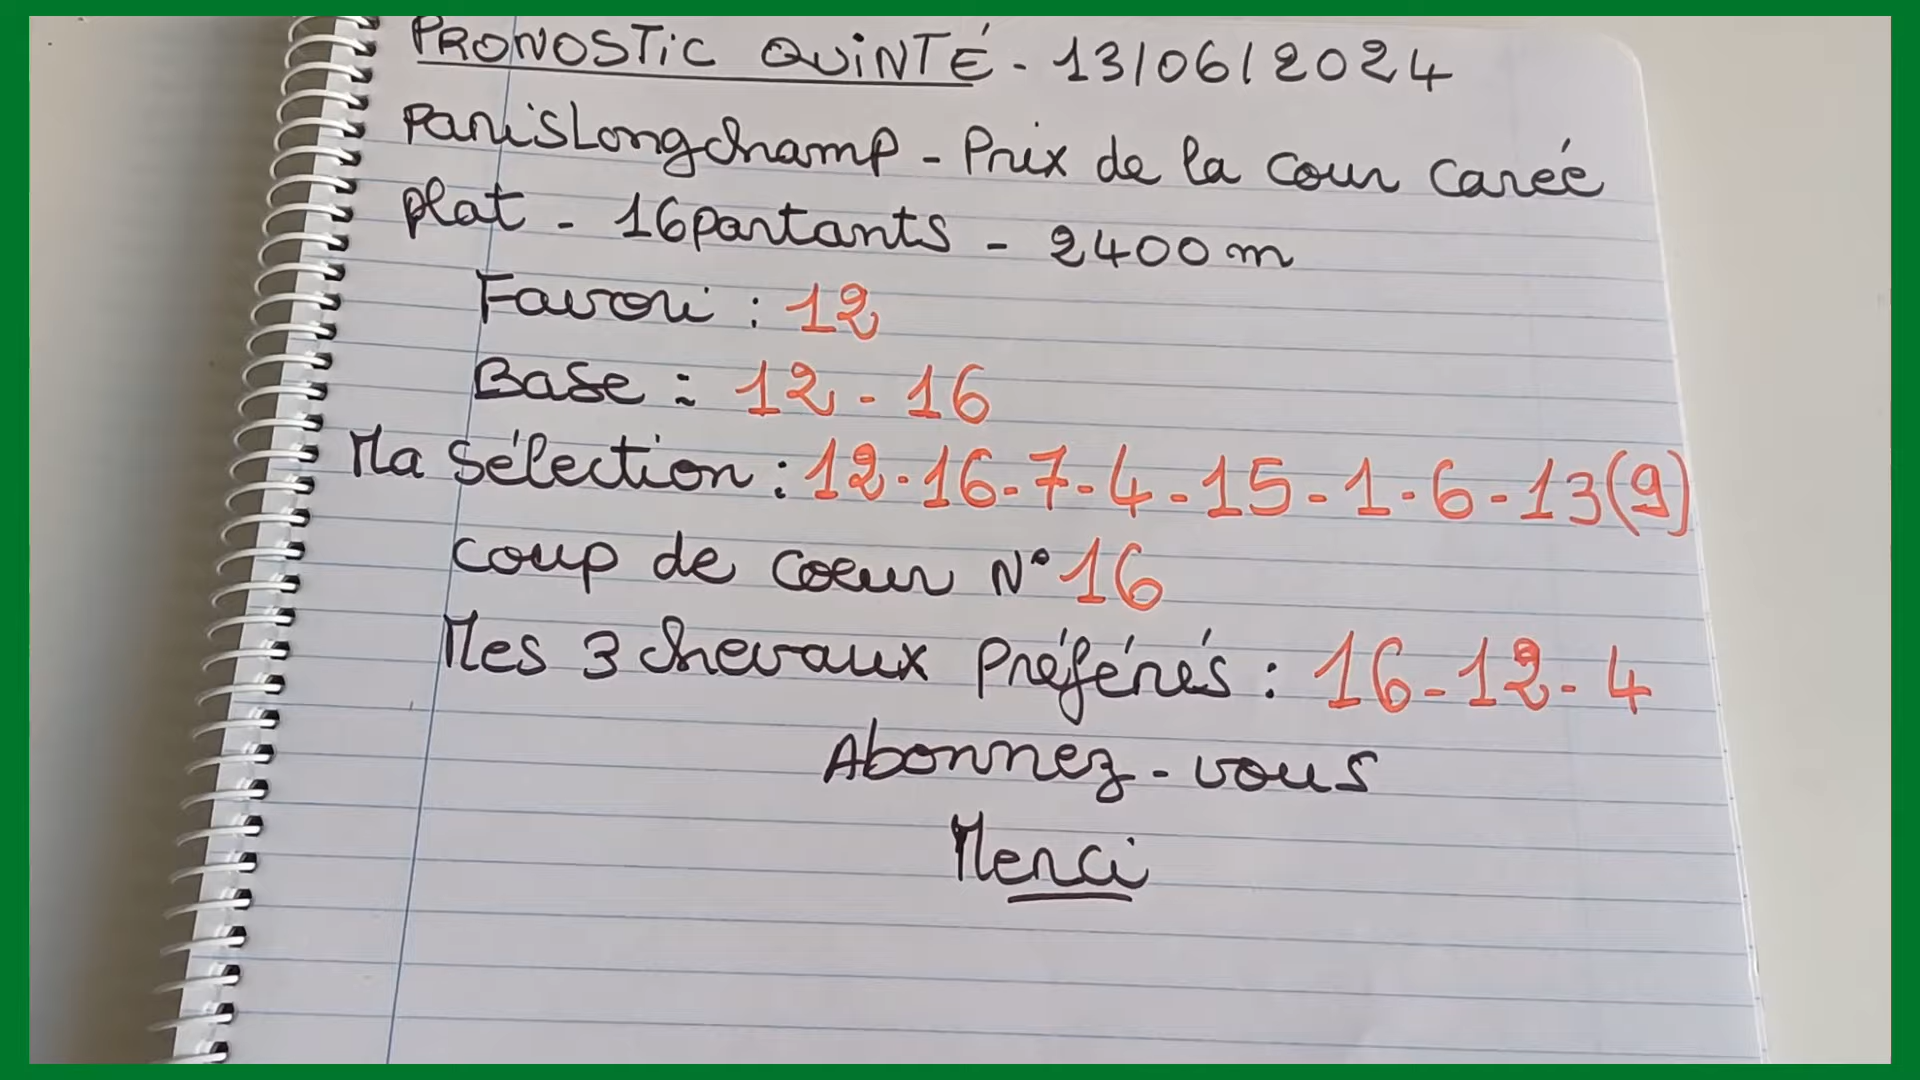 PRONOSTIC QUINTÉ - 13/06/2024
ParisLongchamp - Prix de la Cour Carée
plat - 16 partants - 2400 m
Favori : 12
Base : 12 - 16
Ma sélection : 12 - 16 - 7 - 4 - 15 - 1 - 6 - 13 (9)
coup de coeur N° 16
Mes 3 chevaux préférés : 16 - 12 - 4
Abonnez-vous
Merci